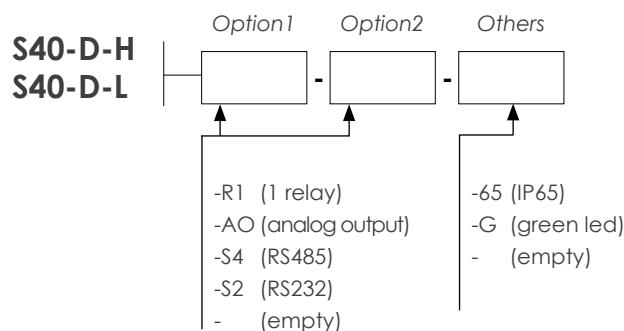 Option1 Option2 Others
S40-D-H
S40-D-L
- -
-R1 (1 relay)
-AO (analog output)
-S4 (RS485)
-S2 (RS232)
- (empty)
-65 (IP65)
-G (green led)
- (empty)